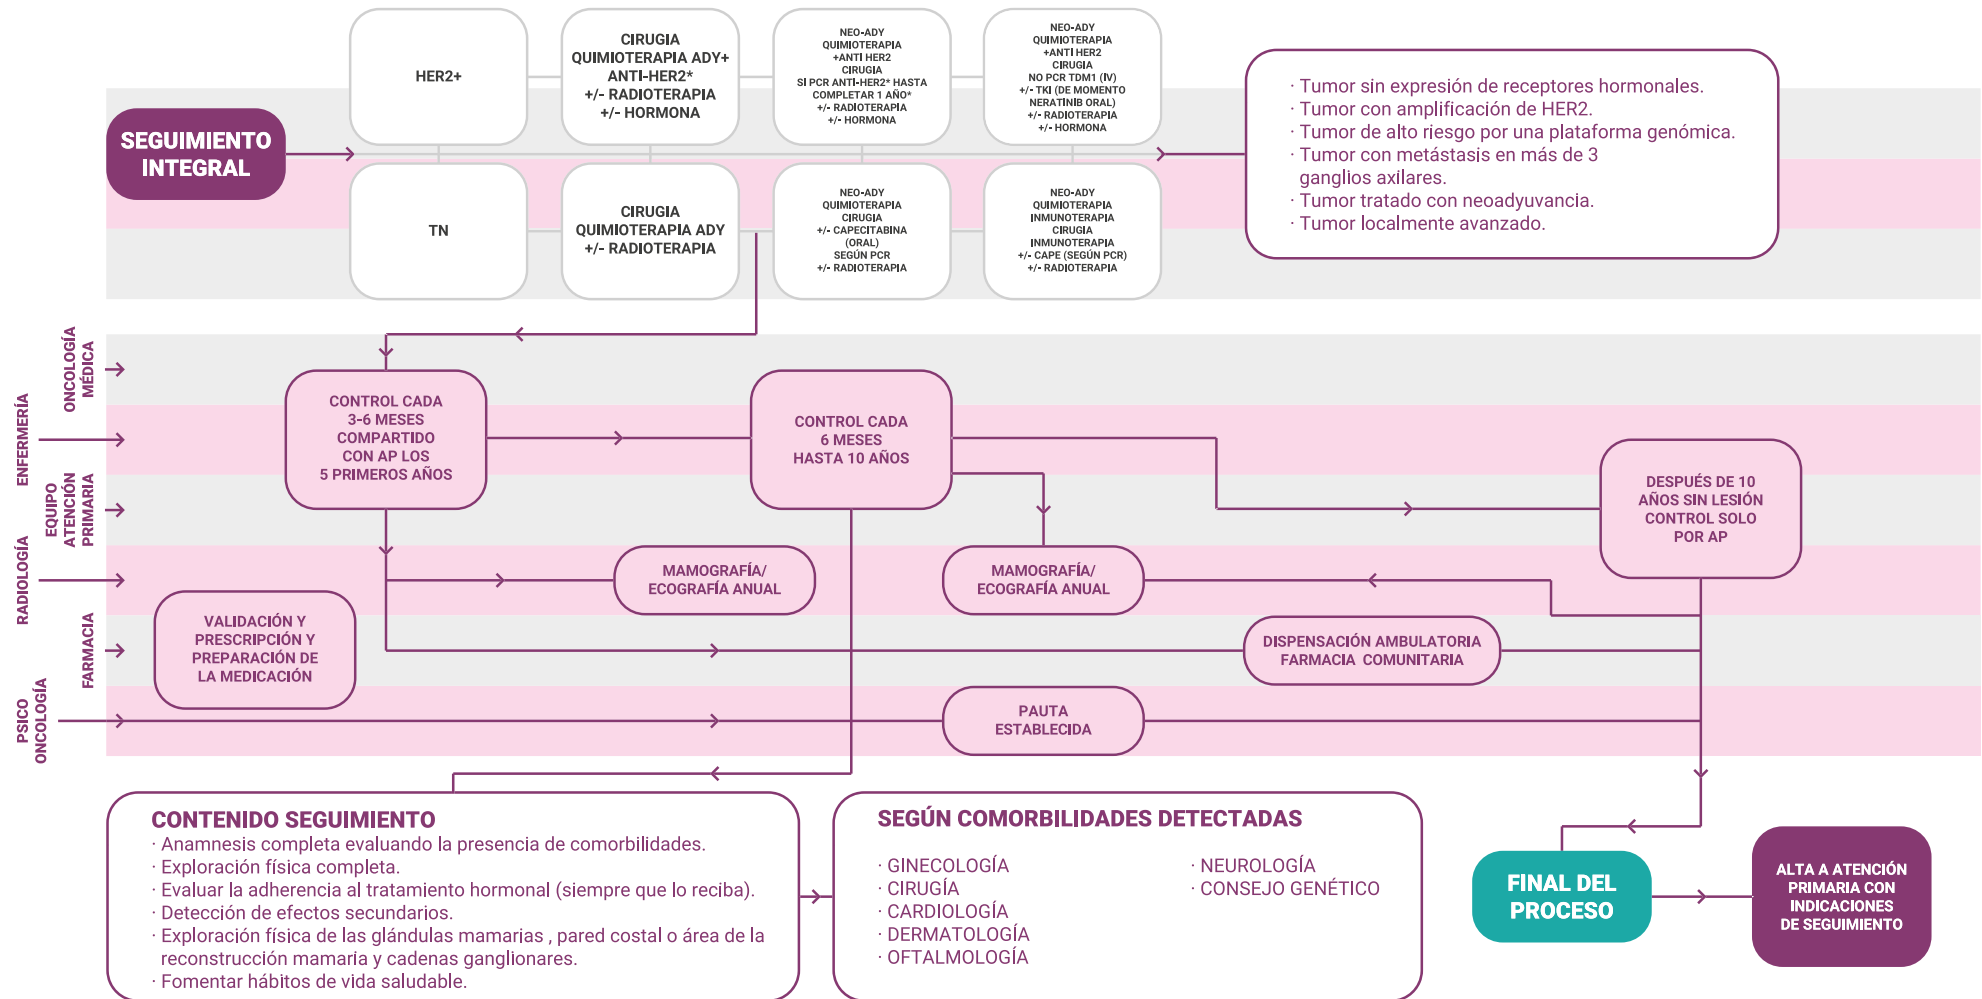 SEGUIMIENTO
INTEGRAL
HER2+
CIRUGIA
QUIMIOTERAPIA ADY+
ANTI-HER2*
+/- RADIOTERAPIA
+/- HORMONA
NEO-ADY
QUIMIOTERAPIA
+ANTI HER2
CIRUGIA
SI PCR ANTI-HER2* HASTA
COMPLETAR 1 AÑO*
+/- RADIOTERAPIA
+/- HORMONA
NEO-ADY
QUIMIOTERAPIA
+ANTI HER2
CIRUGIA
NO PCR TDM1 (IV)
+/- TKI (DE MOMENTO
NERATINIB ORAL)
+/- RADIOTERAPIA
+/- HORMONA
TN
CIRUGIA
QUIMIOTERAPIA ADY
+/- RADIOTERAPIA
NEO-ADY
QUIMIOTERAPIA
CIRUGIA
+/- CAPECITABINA
(ORAL)
SEGÚN PCR
+/- RADIOTERAPIA
NEO-ADY
QUIMIOTERAPIA
INMUNOTERAPIA
CIRUGIA
INMUNOTERAPIA
+/- CAPE (SEGÚN PCR)
+/- RADIOTERAPIA
· Tumor sin expresión de receptores hormonales.
· Tumor con amplificación de HER2.
· Tumor de alto riesgo por una plataforma genómica.
· Tumor con metástasis en más de 3
ganglios axilares.
· Tumor tratado con neoadyuvancia.
· Tumor localmente avanzado.
ONCOLOGÍA
MÉDICA
ENFERMERÍA
EQUIPO
ATENCIÓN
PRIMARIA
RADIOLOGÍA
FARMACIA
PSICO
ONCOLOGÍA
CONTROL CADA
3-6 MESES
COMPARTIDO
CON AP LOS
5 PRIMEROS AÑOS
CONTROL CADA
6 MESES
HASTA 10 AÑOS
DESPUÉS DE 10
AÑOS SIN LESIÓN
CONTROL SOLO
POR AP
MAMOGRAFÍA/
ECOGRAFÍA ANUAL
MAMOGRAFÍA/
ECOGRAFÍA ANUAL
VALIDACIÓN Y
PRESCRIPCIÓN Y
PREPARACIÓN DE
LA MEDICACIÓN
DISPENSACIÓN AMBULATORIA
FARMACIA COMUNITARIA
PAUTA
ESTABLECIDA
CONTENIDO SEGUIMIENTO
· Anamnesis completa evaluando la presencia de comorbilidades.
· Exploración física completa.
· Evaluar la adherencia al tratamiento hormonal (siempre que lo reciba).
· Detección de efectos secundarios.
· Exploración física de las glándulas mamarias , pared costal o área de la
reconstrucción mamaria y cadenas ganglionares.
· Fomentar hábitos de vida saludable.
SEGÚN COMORBILIDADES DETECTADAS
· GINECOLOGÍA
· CIRUGÍA
· CARDIOLOGÍA
· DERMATOLOGÍA
· OFTALMOLOGÍA
· NEUROLOGÍA
· CONSEJO GENÉTICO
FINAL DEL
PROCESO
ALTA A ATENCIÓN
PRIMARIA CON
INDICACIONES
DE SEGUIMIENTO